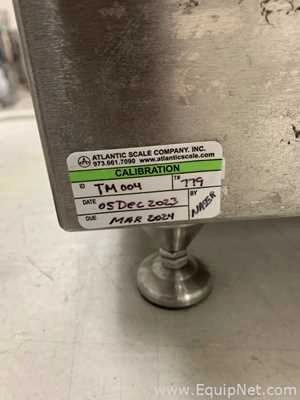 ATLANTIC SCALE COMPANY, INC.
973.661.7090 www.atlanticscale.com
CALIBRATION
ID TM 004 T# 779
DATE 05 DEC 2023 BY NASER
DUE MAR 2024
© www.EquipNet.com